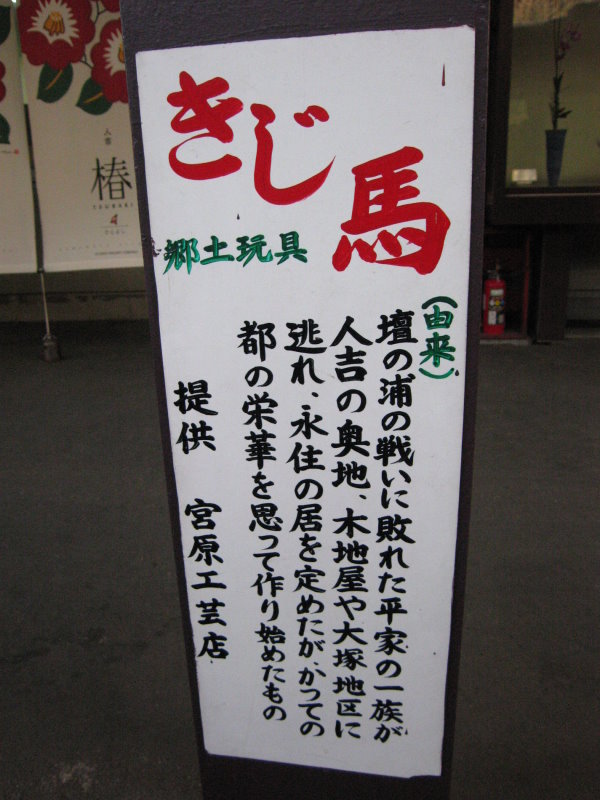 きじ馬
郷土玩具
(由来)
壇の浦の戦いに敗れた平家の一族が
人吉の奥地、木地屋や大塚地区に
逃れ、永住の居を定めたが、かつての
都の栄華を思って作り始めたもの
提供 宮原工芸店
人吉
椿
TSUBAKI